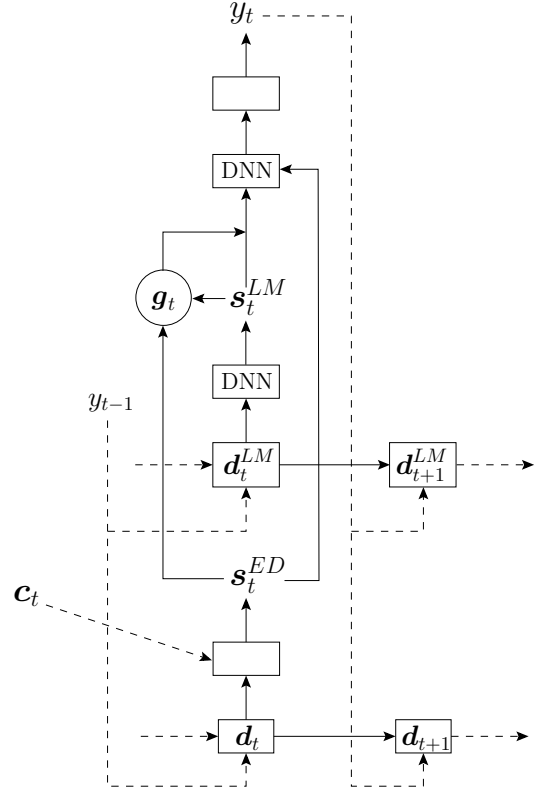 y_t
DNN
g_t s_t^{LM}
DNN
y_{t-1}
d_t^{LM} d_{t+1}^{LM}
s_t^{ED}
c_t
d_t d_{t+1}